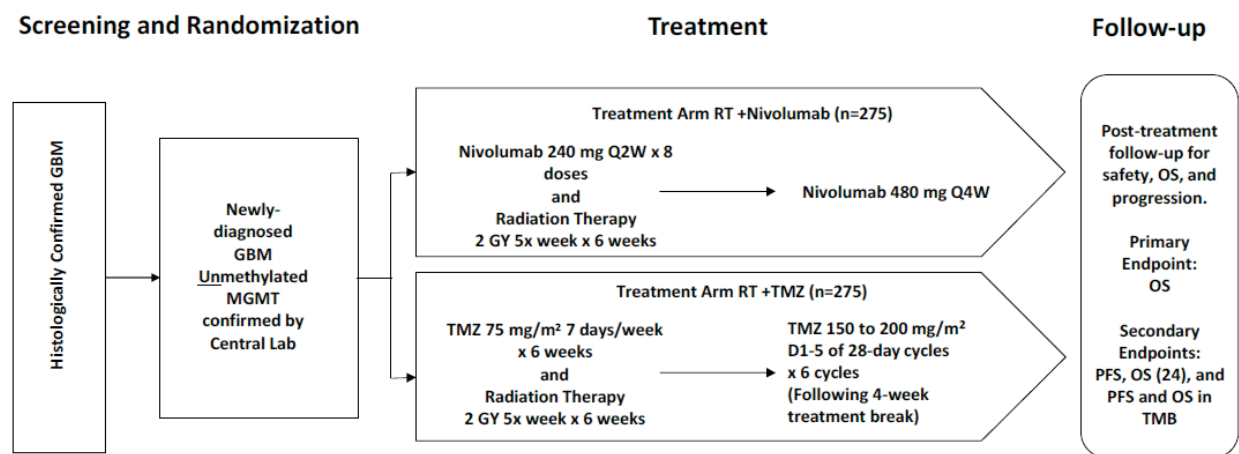 Screening and Randomization
Treatment
Follow-up
Histologically Confirmed GBM
Newly-
diagnosed
GBM
Unmethylated
MGMT
confirmed by
Central Lab
Treatment Arm RT +Nivolumab (n=275)
Nivolumab 240 mg Q2W x 8
doses
and
Radiation Therapy
2 GY 5x week x 6 weeks
Nivolumab 480 mg Q4W
Treatment Arm RT +TMZ (n=275)
TMZ 75 mg/m² 7 days/week
x 6 weeks
and
Radiation Therapy
2 GY 5x week x 6 weeks
TMZ 150 to 200 mg/m²
D1-5 of 28-day cycles
x 6 cycles
(Following 4-week
treatment break)
Post-treatment
follow-up for
safety, OS, and
progression.
Primary
Endpoint:
OS
Secondary
Endpoints:
PFS, OS (24), and
PFS and OS in
TMB